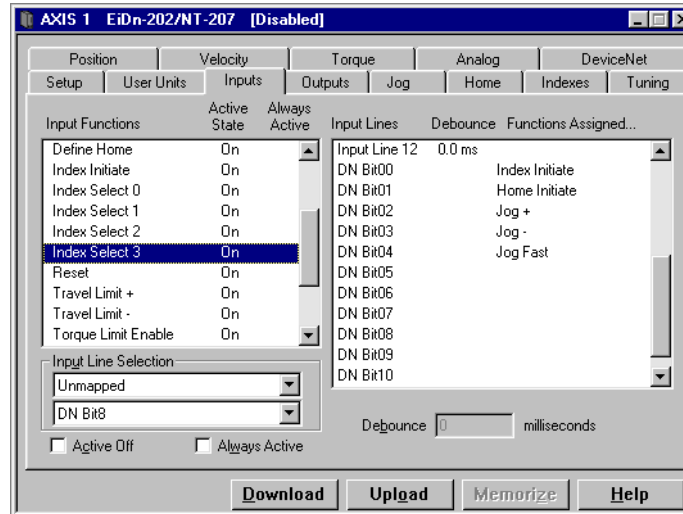 AXIS 1 EiDn-202/NT-207 [Disabled]
Position Velocity Torque Analog DeviceNet
Setup User Units Inputs Outputs Jog Home Indexes Tuning
Input Functions Active State Always Active Input Lines Debounce Functions Assigned...
Define Home On
Index Initiate On
Index Select 0 On
Index Select 1 On
Index Select 2 On
Index Select 3 On
Reset On
Travel Limit + On
Travel Limit - On
Torque Limit Enable On
Input Line 12 0.0 ms
DN Bit00 Index Initiate
DN Bit01 Home Initiate
DN Bit02 Jog +
DN Bit03 Jog -
DN Bit04 Jog Fast
DN Bit05
DN Bit06
DN Bit07
DN Bit08
DN Bit09
DN Bit10
Input Line Selection
Unmapped
DN Bit8
Active Off Always Active
Debounce 0 milliseconds
Download Upload Memorize Help